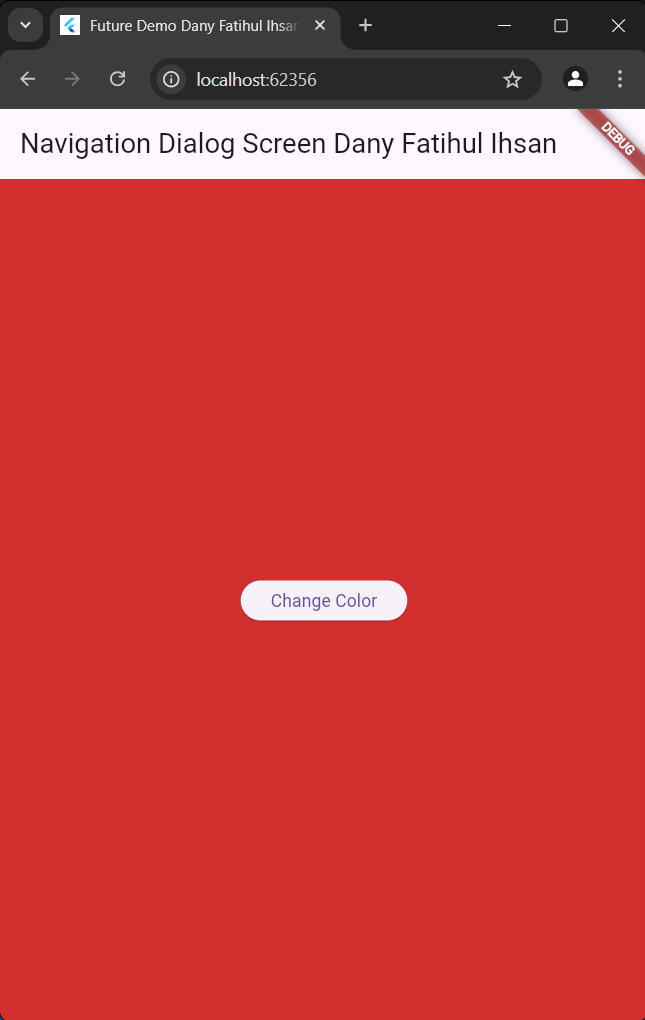 Future Demo Dany Fatihul Ihsan
localhost:62356
Navigation Dialog Screen Dany Fatihul Ihsan
DEBUG
Change Color